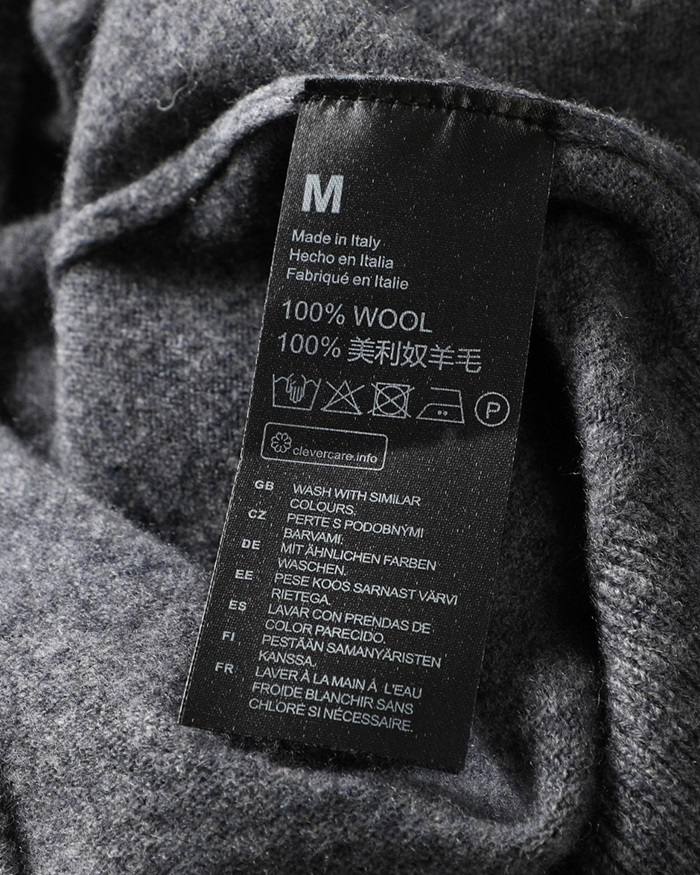 M
Made in Italy
Hecho en Italia
Fabriqué en Italie
100% WOOL
100% 美利奴羊毛
P
clevercare.info
GB WASH WITH SIMILAR
COLOURS.
CZ PERTE S PODOBNÝMI
BARVAMI.
DE MIT ÄHNLICHEN FARBEN
WASCHEN.
EE PESE KOOS SARNAST VÄRVI
RIETEGA.
ES LAVAR CON PRENDAS DE
COLOR PARECIDO.
FI PESTÄÄN SAMANYÄRISTEN
KANSSA.
FR LAVER À LA MAIN À L'EAU
FROIDE BLANCHIR SANS
CHLORE SI NÉCESSAIRE.